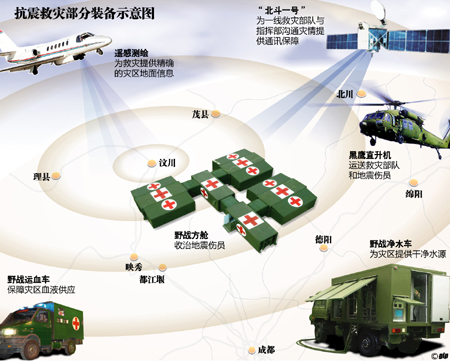 抗震救灾部分装备示意图
“北斗一号”
为一线救灾部队与
指挥部沟通灾情提
供通讯保障
遥感测绘
为救灾提供精确
的灾区地面信息
北川
茂县
黑鹰直升机
运送救灾部队
和地震伤员
汶川
理县
绵阳
野战方舱
收治地震伤员
德阳
野战净水车
为灾区提供干净水源
映秀
都江堰
野战运血车
保障灾区血液供应
成都